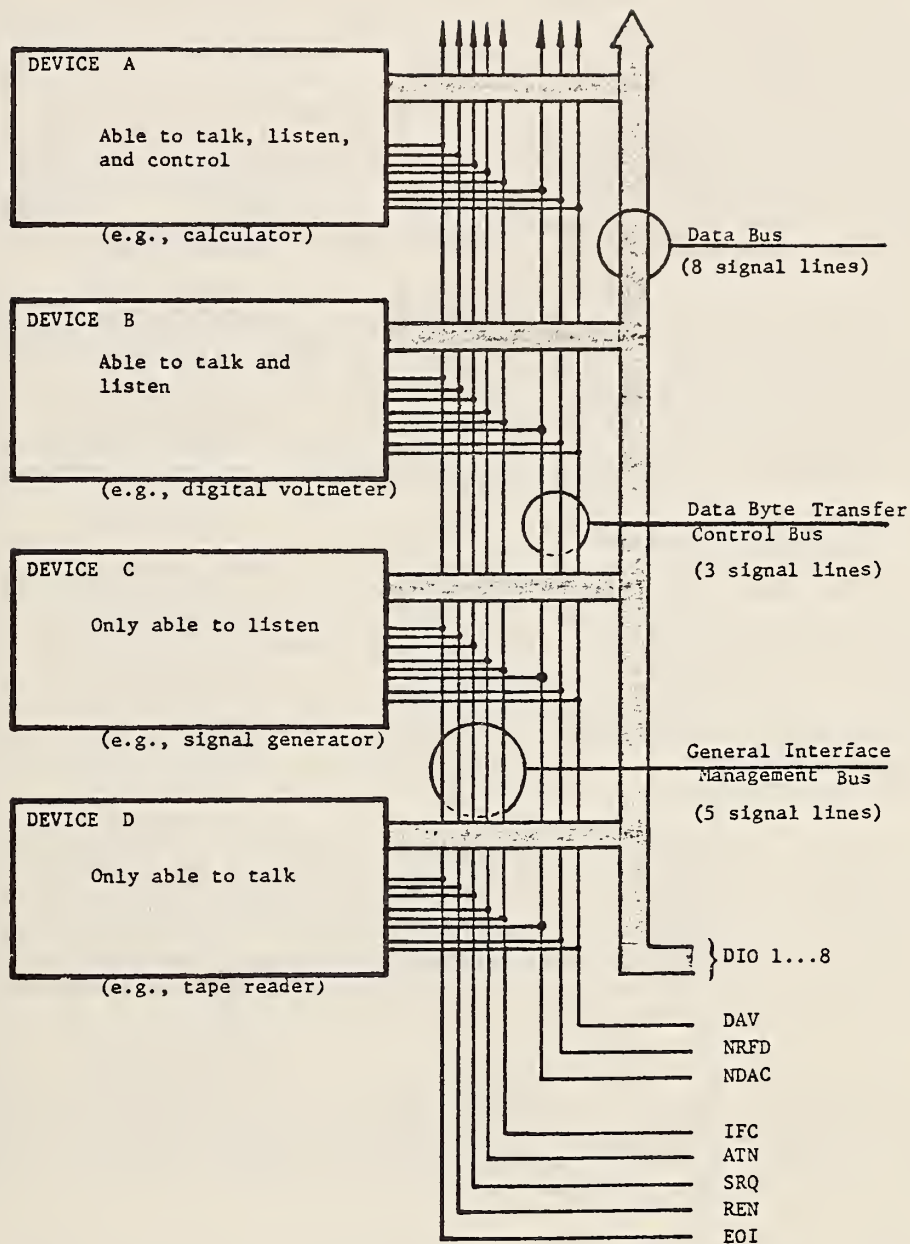 DEVICE A
Able to talk, listen,
and control
(e.g., calculator)
Data Bus
(8 signal lines)
DEVICE B
Able to talk and
listen
(e.g., digital voltmeter)
Data Byte Transfer
Control Bus
(3 signal lines)
DEVICE C
Only able to listen
(e.g., signal generator)
General Interface
Management Bus
(5 signal lines)
DEVICE D
Only able to talk
(e.g., tape reader)
DIO 1...8
DAV
NRFD
NDAC
IFC
ATN
SRQ
REN
EOI